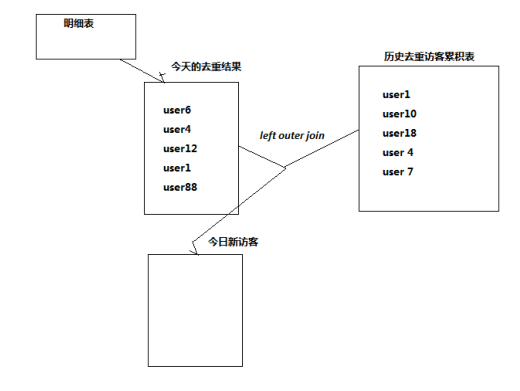 明细表
今天的去重结果
user6
user4
user12
user1
user88
left outer join
历史去重访客累积表
user1
user10
user18
user 4
user 7
今日新访客